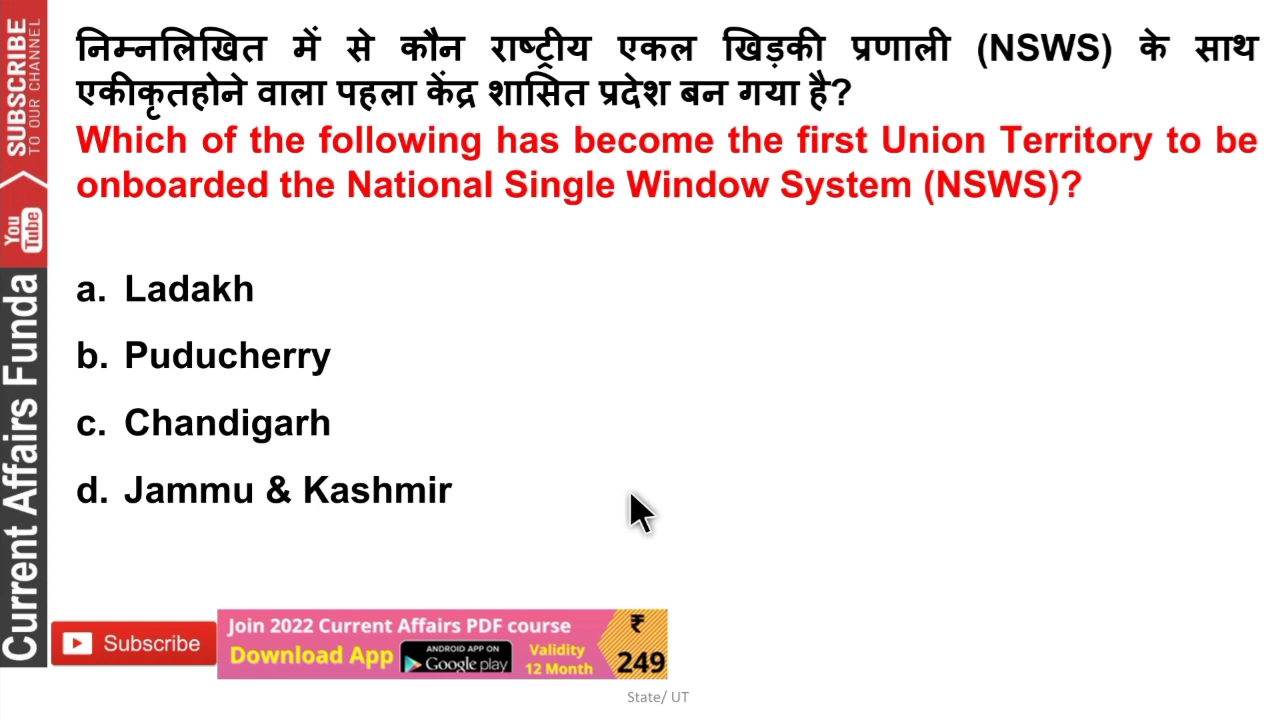 निम्नलिखित में से कौन राष्ट्रीय एकल खिड़की प्रणाली (NSWS) के साथ
एकीकृतहोने वाला पहला केंद्र शासित प्रदेश बन गया है?
Which of the following has become the first Union Territory to be
onboarded the National Single Window System (NSWS)?
a. Ladakh
b. Puducherry
c. Chandigarh
d. Jammu & Kashmir
SUBSCRIBE
TO OUR CHANNEL
You
Tube
Current Affairs Funda
Subscribe
Join 2022 Current Affairs PDF course
Download App
ANDROID APP ON
Google play
Validity
12 Month
₹
249
State/ UT